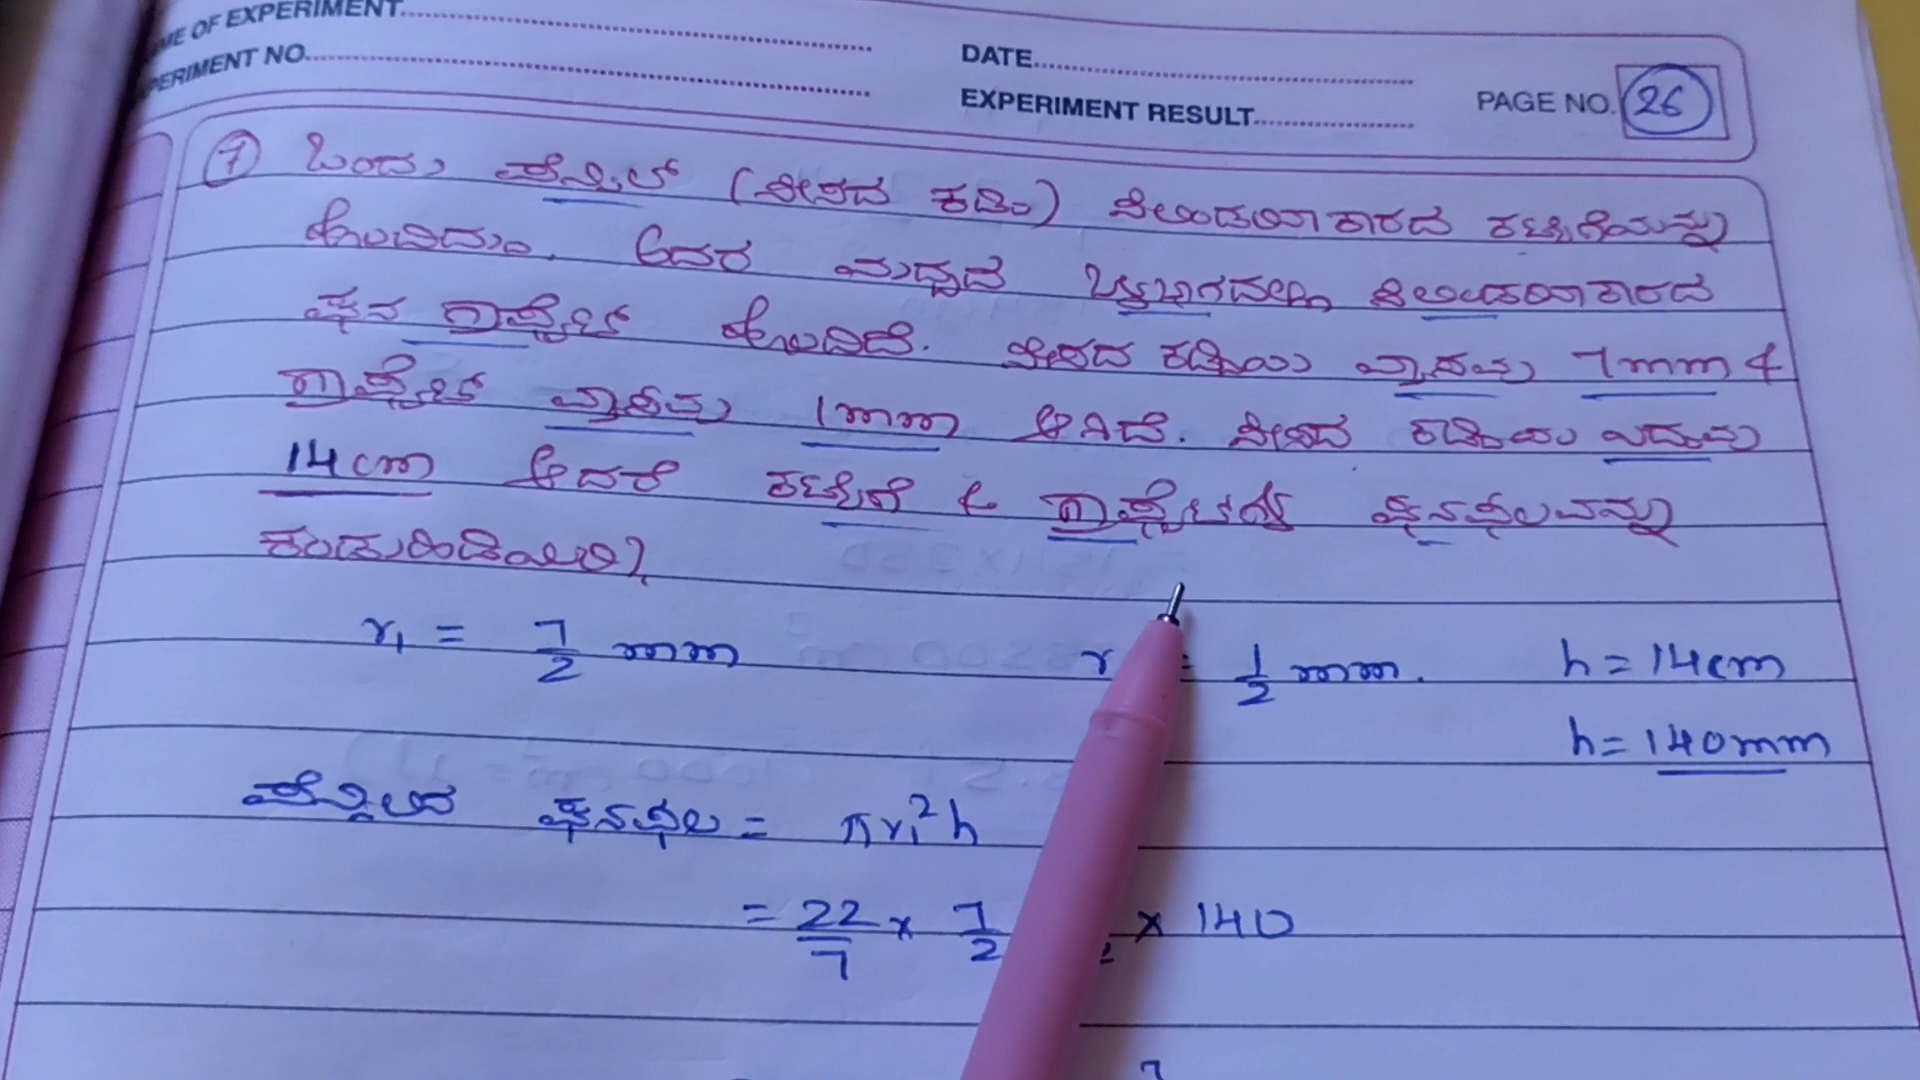 OF EXPERIMENT
EXPERIMENT NO.
DATE
EXPERIMENT RESULT
PAGE NO. 26
7 ಒಂದು ಪೆನ್ಸಿಲ್ (ಸೀಸದ ಕಡ್ಡಿ) ಸಿಲಿಂಡರಾಕಾರದ ಕಟ್ಟಿಗೆಯನ್ನು
ಹೊಂದಿದ್ದು, ಅದರ ಮಧ್ಯದ ಒಳಭಾಗದಲ್ಲಿ ಸಿಲಿಂಡರಾಕಾರದ
ಘನ ಗ್ರಾಫೈಟ್ ಹೊಂದಿದೆ. ಸೀಸದ ಕಡ್ಡಿಯ ವ್ಯಾಸವು 7mm &
ಗ್ರಾಫೈಟ್ ವ್ಯಾಸವು 1mm ಆಗಿದೆ. ಸೀಸದ ಕಡ್ಡಿಯ ಉದ್ದವು
14cm ಆದರೆ ಕಟ್ಟಿಗೆ & ಗ್ರಾಫೈಟ್‌ಗಳ ಘನಫಲವನ್ನು
ಕಂಡುಹಿಡಿಯಿರಿ?
r₁ = 7/2 mm r = 1/2 mm. h = 14cm
h = 140mm
ಪೆನ್ಸಿಲಿನ ಘನಫಲ = πr₁²h
= 22/7 × 7/2 × 140